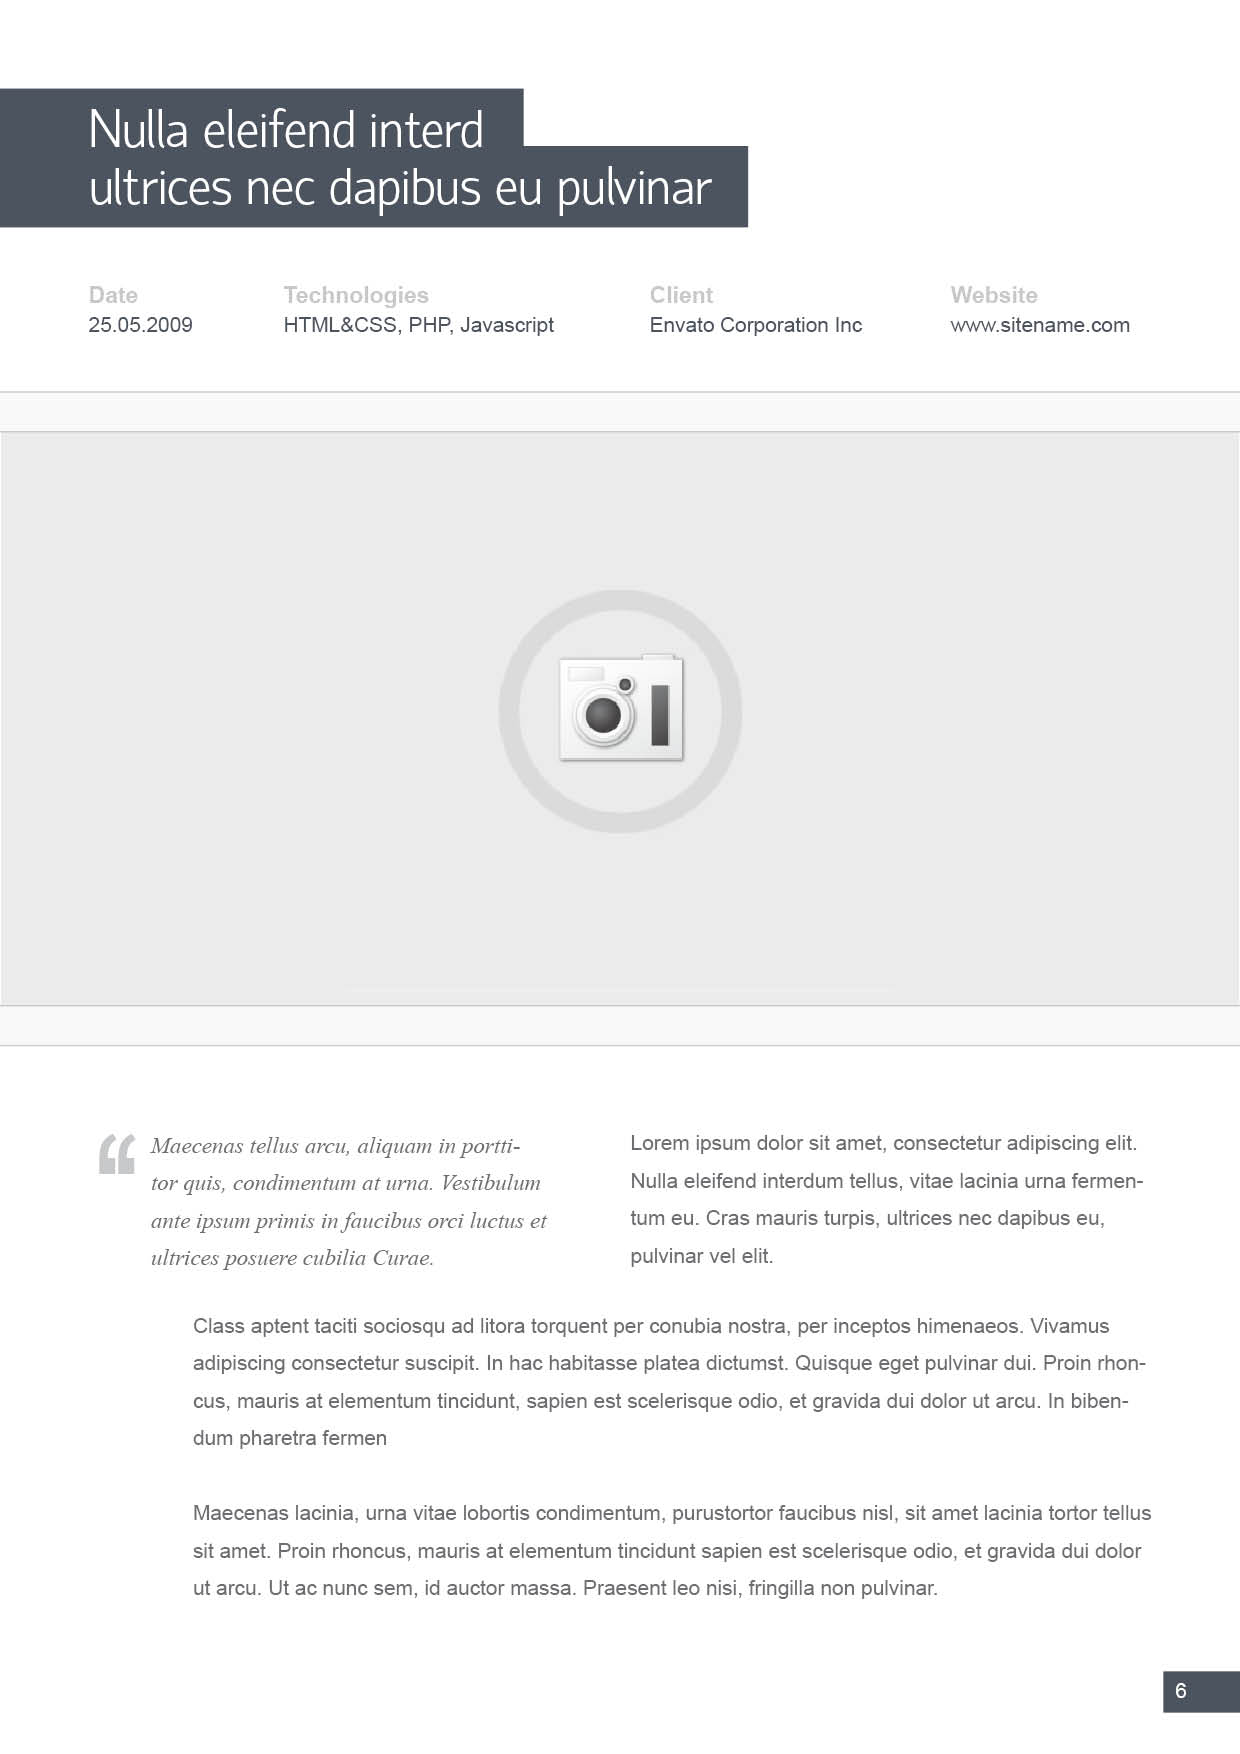 Nulla eleifend interd
ultrices nec dapibus eu pulvinar
Date
25.05.2009
Technologies
HTML&CSS, PHP, Javascript
Client
Envato Corporation Inc
Website
www.sitename.com
“
Maecenas tellus arcu, aliquam in portti-
tor quis, condimentum at urna. Vestibulum
ante ipsum primis in faucibus orci luctus et
ultrices posuere cubilia Curae.
Lorem ipsum dolor sit amet, consectetur adipiscing elit.
Nulla eleifend interdum tellus, vitae lacinia urna fermen-
tum eu. Cras mauris turpis, ultrices nec dapibus eu,
pulvinar vel elit.
Class aptent taciti sociosqu ad litora torquent per conubia nostra, per inceptos himenaeos. Vivamus
adipiscing consectetur suscipit. In hac habitasse platea dictumst. Quisque eget pulvinar dui. Proin rhon-
cus, mauris at elementum tincidunt, sapien est scelerisque odio, et gravida dui dolor ut arcu. In biben-
dum pharetra fermen
Maecenas lacinia, urna vitae lobortis condimentum, purustortor faucibus nisl, sit amet lacinia tortor tellus
sit amet. Proin rhoncus, mauris at elementum tincidunt sapien est scelerisque odio, et gravida dui dolor
ut arcu. Ut ac nunc sem, id auctor massa. Praesent leo nisi, fringilla non pulvinar.
6